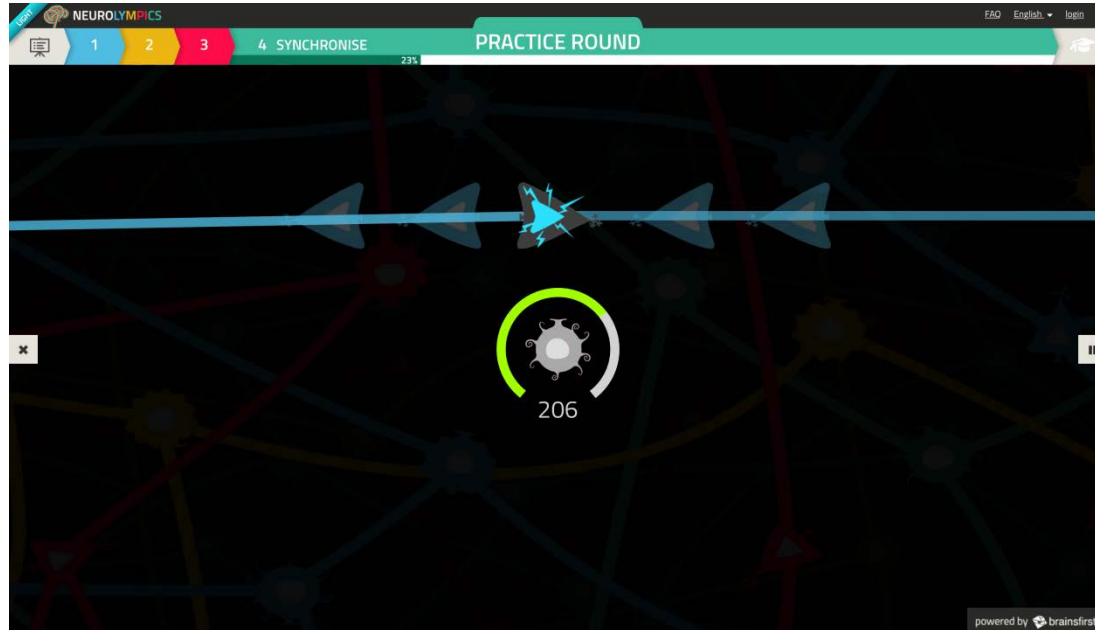 LIGHT
NEUROLYMPICS
FAQ English login
1 2 3 4 SYNCHRONISE PRACTICE ROUND
23%
206
powered by brainsfirst